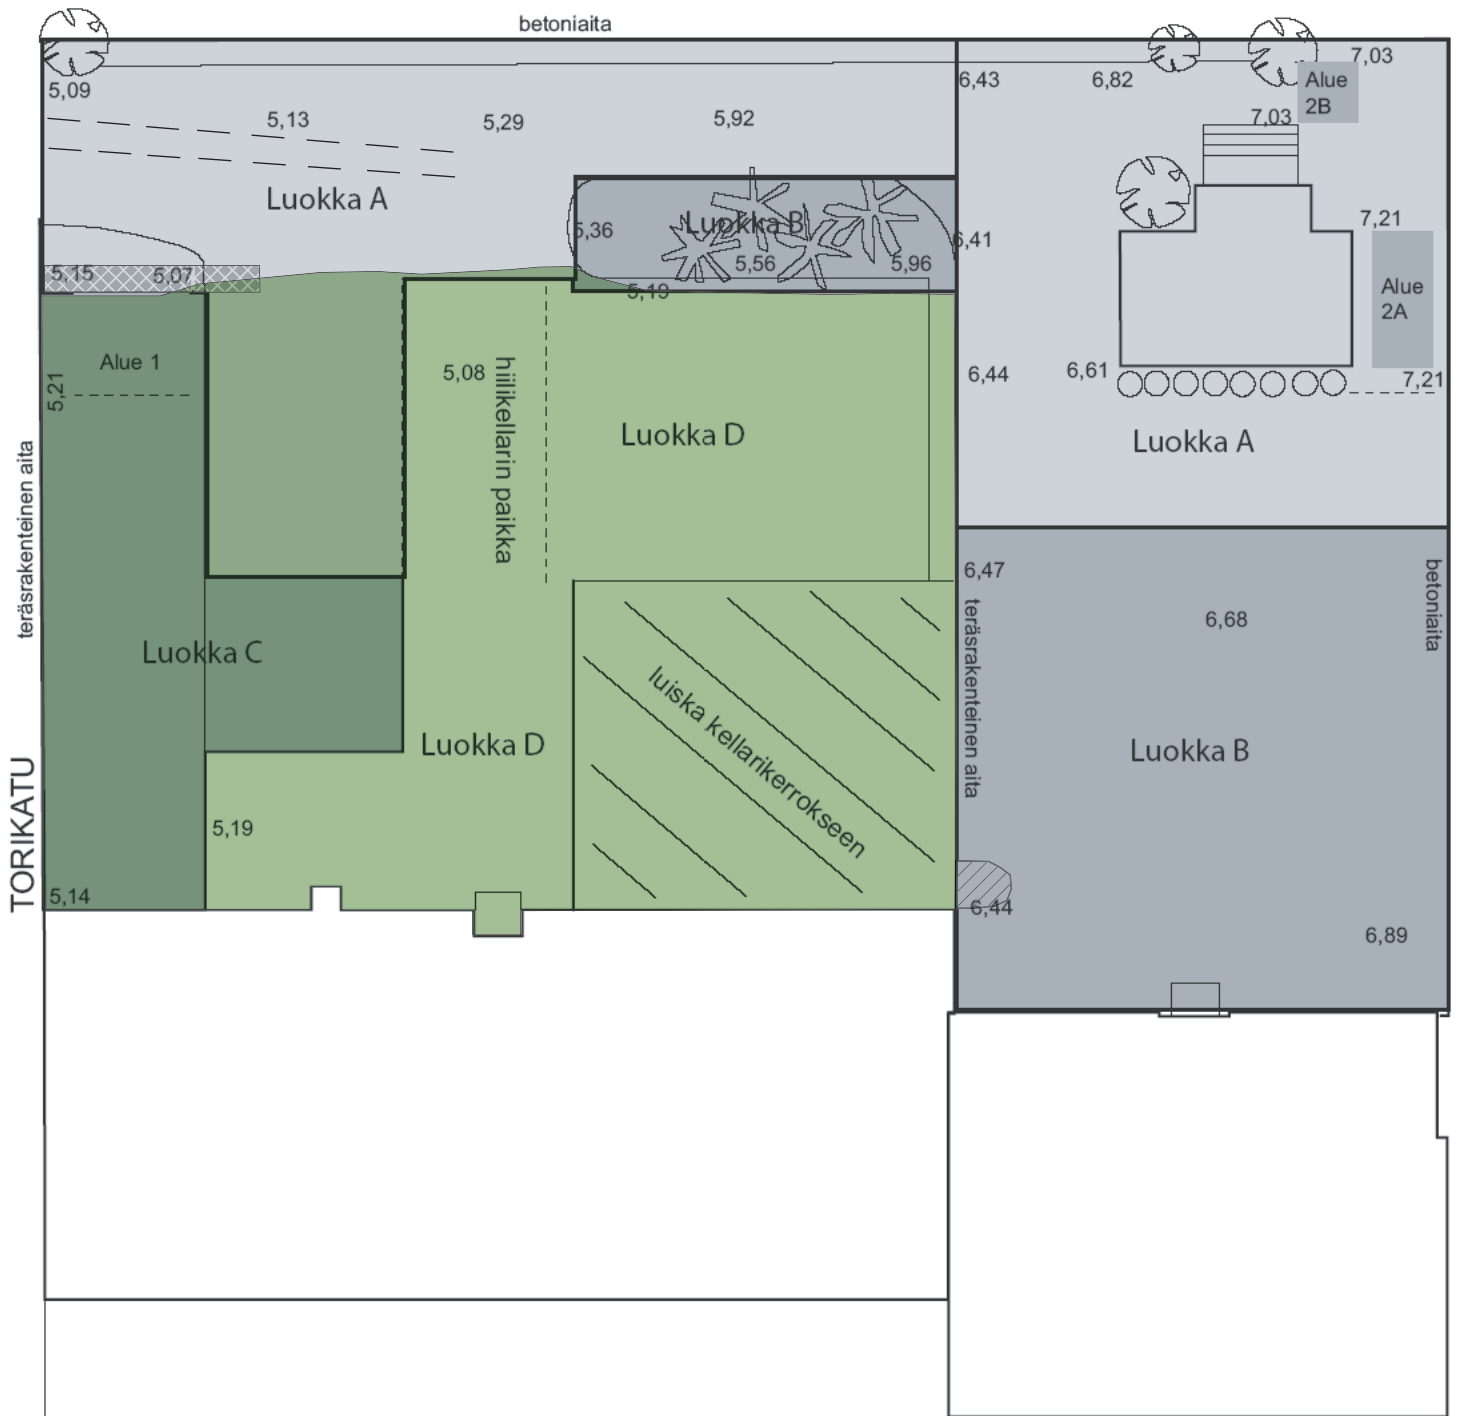 betoniaita
5,09
5,13
5,29
5,92
6,43
6,82
7,03
Alue
2B
7,03
Luokka A
Luokka B
5,36
5,56
5,96
6,41
7,21
5,15
5,07
5,19
Alue
2A
Alue 1
5,21
5,08
hiilikellarin paikka
Luokka D
6,44
6,61
7,21
Luokka A
teräsrakenteinen aita
6,47
teräsrakenteinen aita
6,68
betoniaita
Luokka C
Luokka D
luiska kellarikerrokseen
Luokka B
TORIKATU
5,19
5,14
6,44
6,89